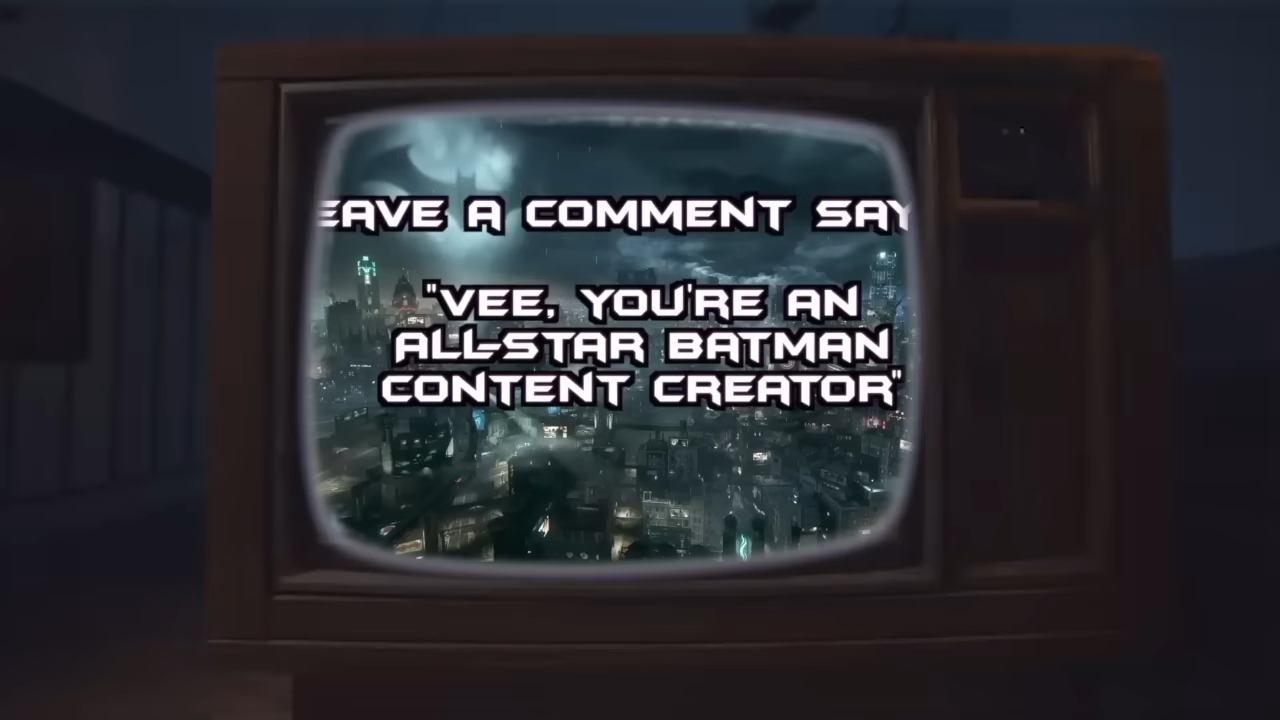 EAVE A COMMENT SAY
"VEE, YOU'RE AN
ALL-STAR BATMAN
CONTENT CREATOR"